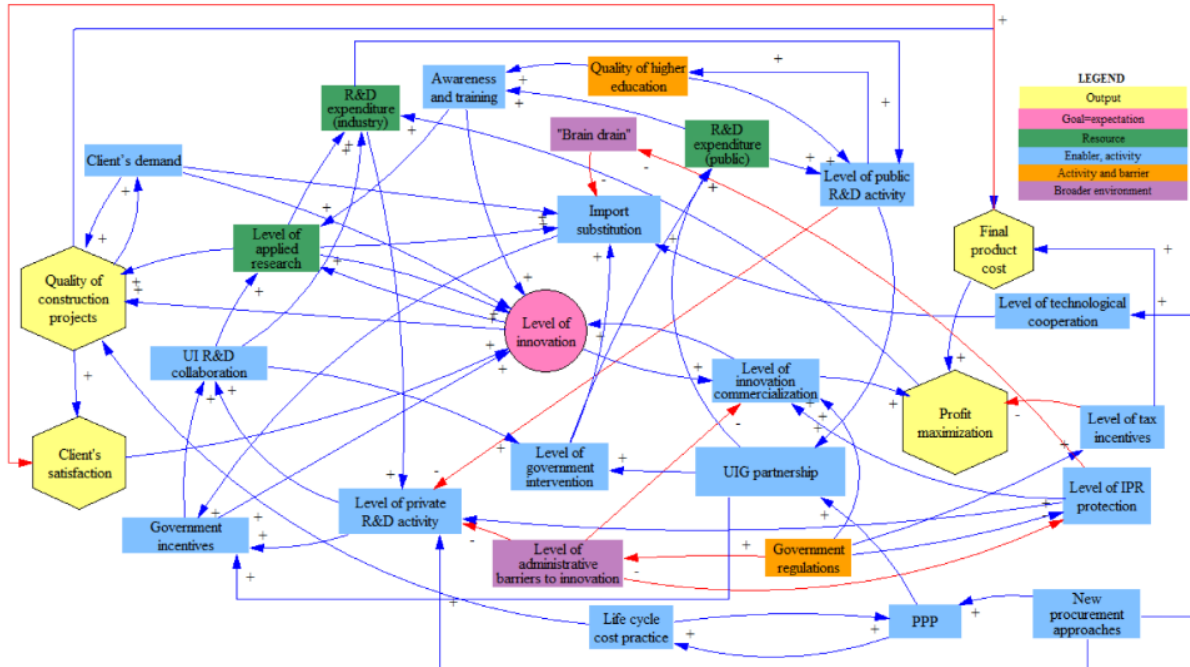 Awareness
and training
Quality of higher
education
R&D
expenditure
(industry)
"Brain drain"
R&D
expenditure
(public)
LEGEND
Output
Goal=expectation
Resource
Enabler, activity
Activity and barrier
Broader environment
Client's demand
Level of public
R&D activity
Import
substitution
Level of
applied
research
Final
product
cost
Quality of
construction
projects
Level of technological
cooperation
Level of
innovation
UI R&D
collaboration
Level of
innovation
commercialization
Profit
maximization
Level of tax
incentives
Client's
satisfaction
Level of
government
intervention
UIG partnership
Level of IPR
protection
Level of private
R&D activity
Government
incentives
Level of
administrative
barriers to innovation
Government
regulations
Life cycle
cost practice
PPP
New
procurement
approaches